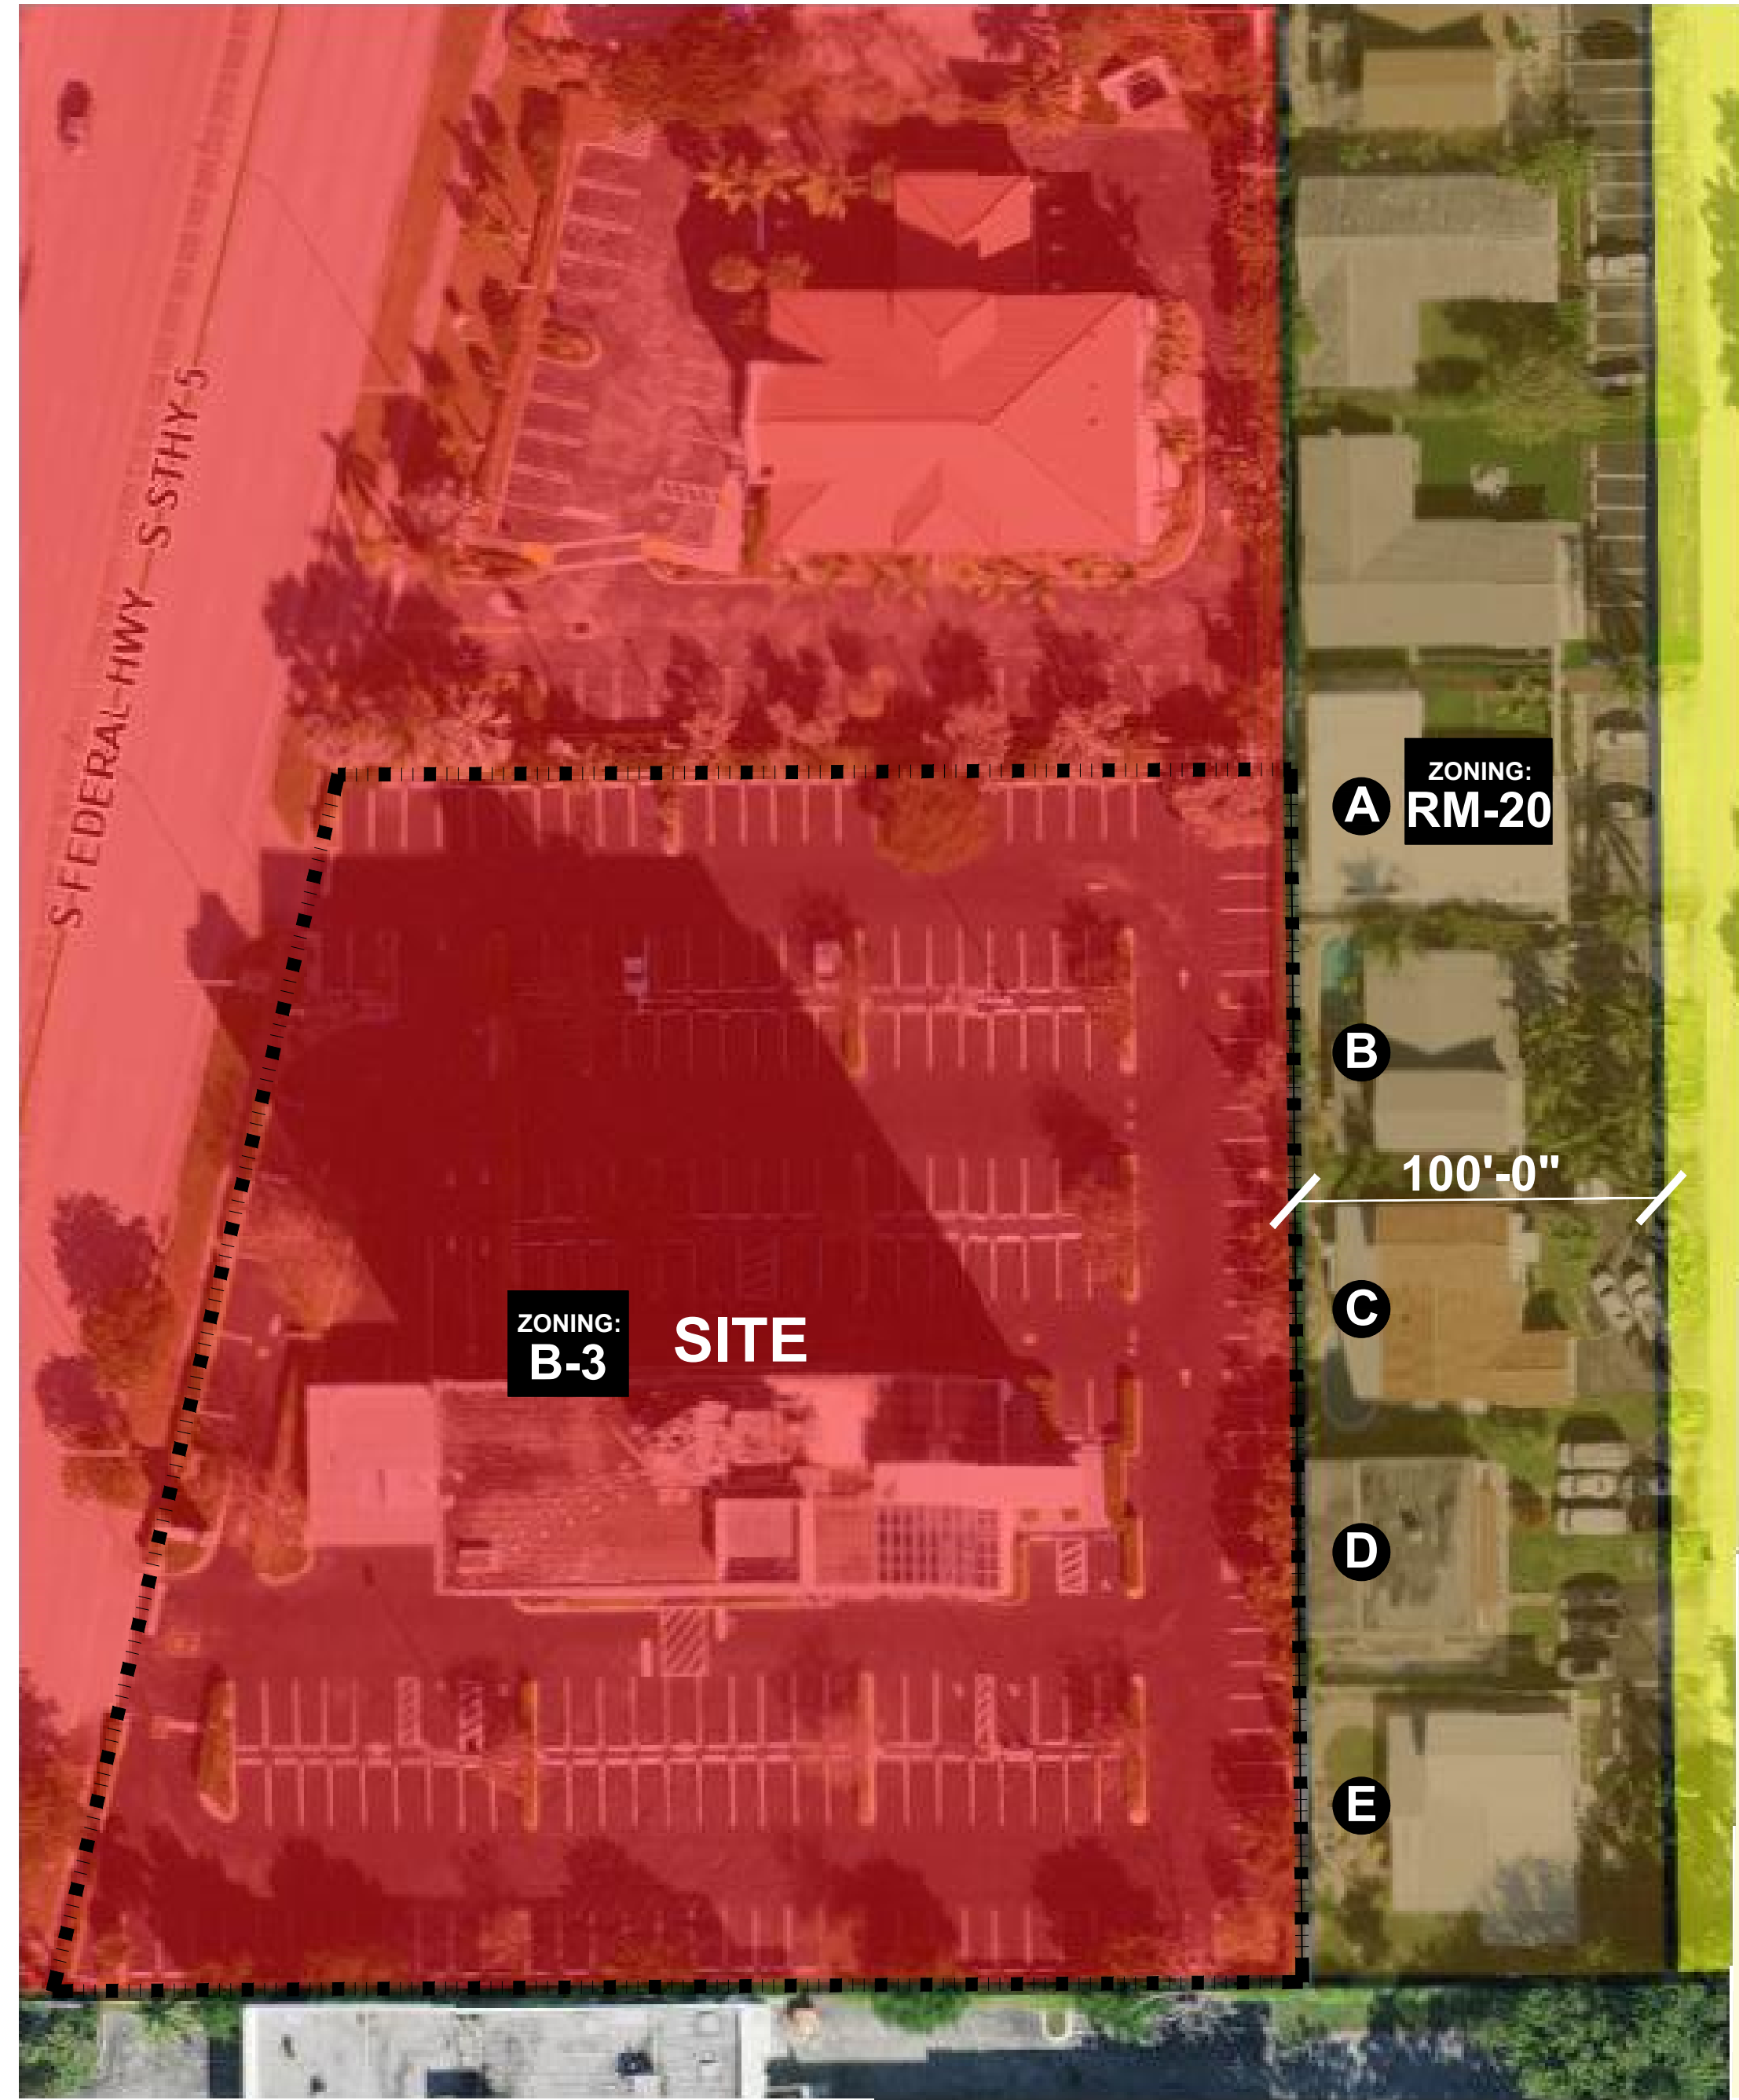 S FEDERAL HWY S STHY 5
A
ZONING:
RM-20
B
100'-0"
C
ZONING:
B-3
SITE
D
E